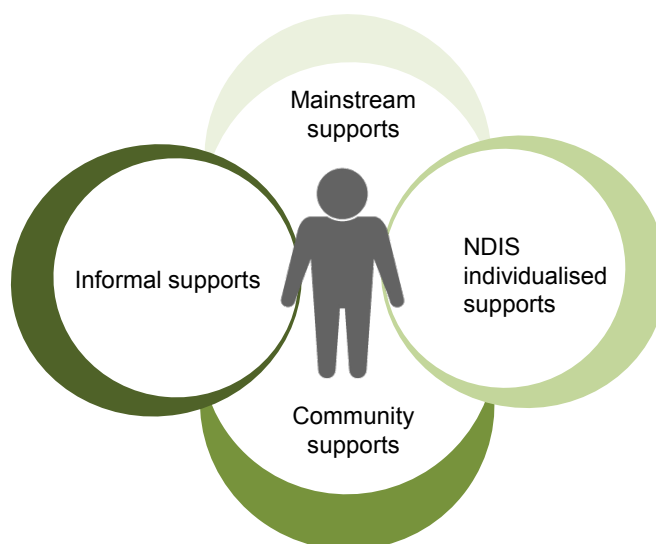 Mainstream
supports
Informal supports
NDIS
individualised
supports
Community
supports